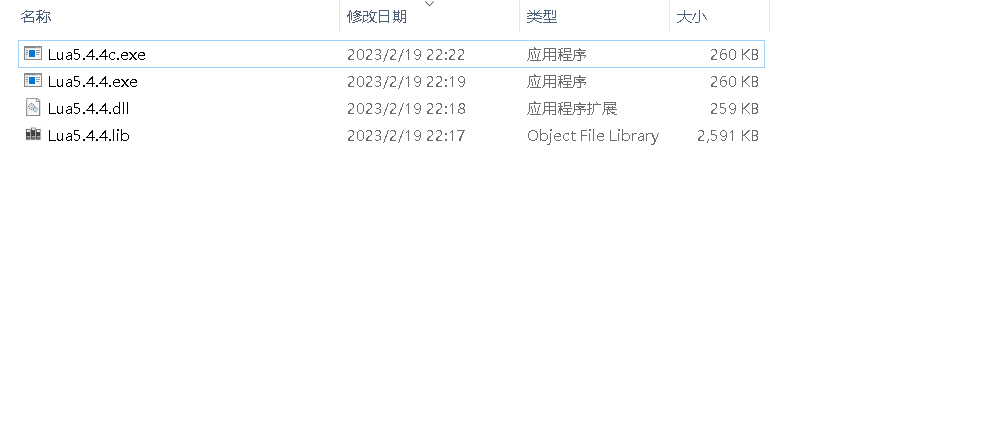 名称 修改日期 类型 大小
Lua5.4.4c.exe 2023/2/19 22:22 应用程序 260 KB
Lua5.4.4.exe 2023/2/19 22:19 应用程序 260 KB
Lua5.4.4.dll 2023/2/19 22:18 应用程序扩展 259 KB
Lua5.4.4.lib 2023/2/19 22:17 Object File Library 2,591 KB